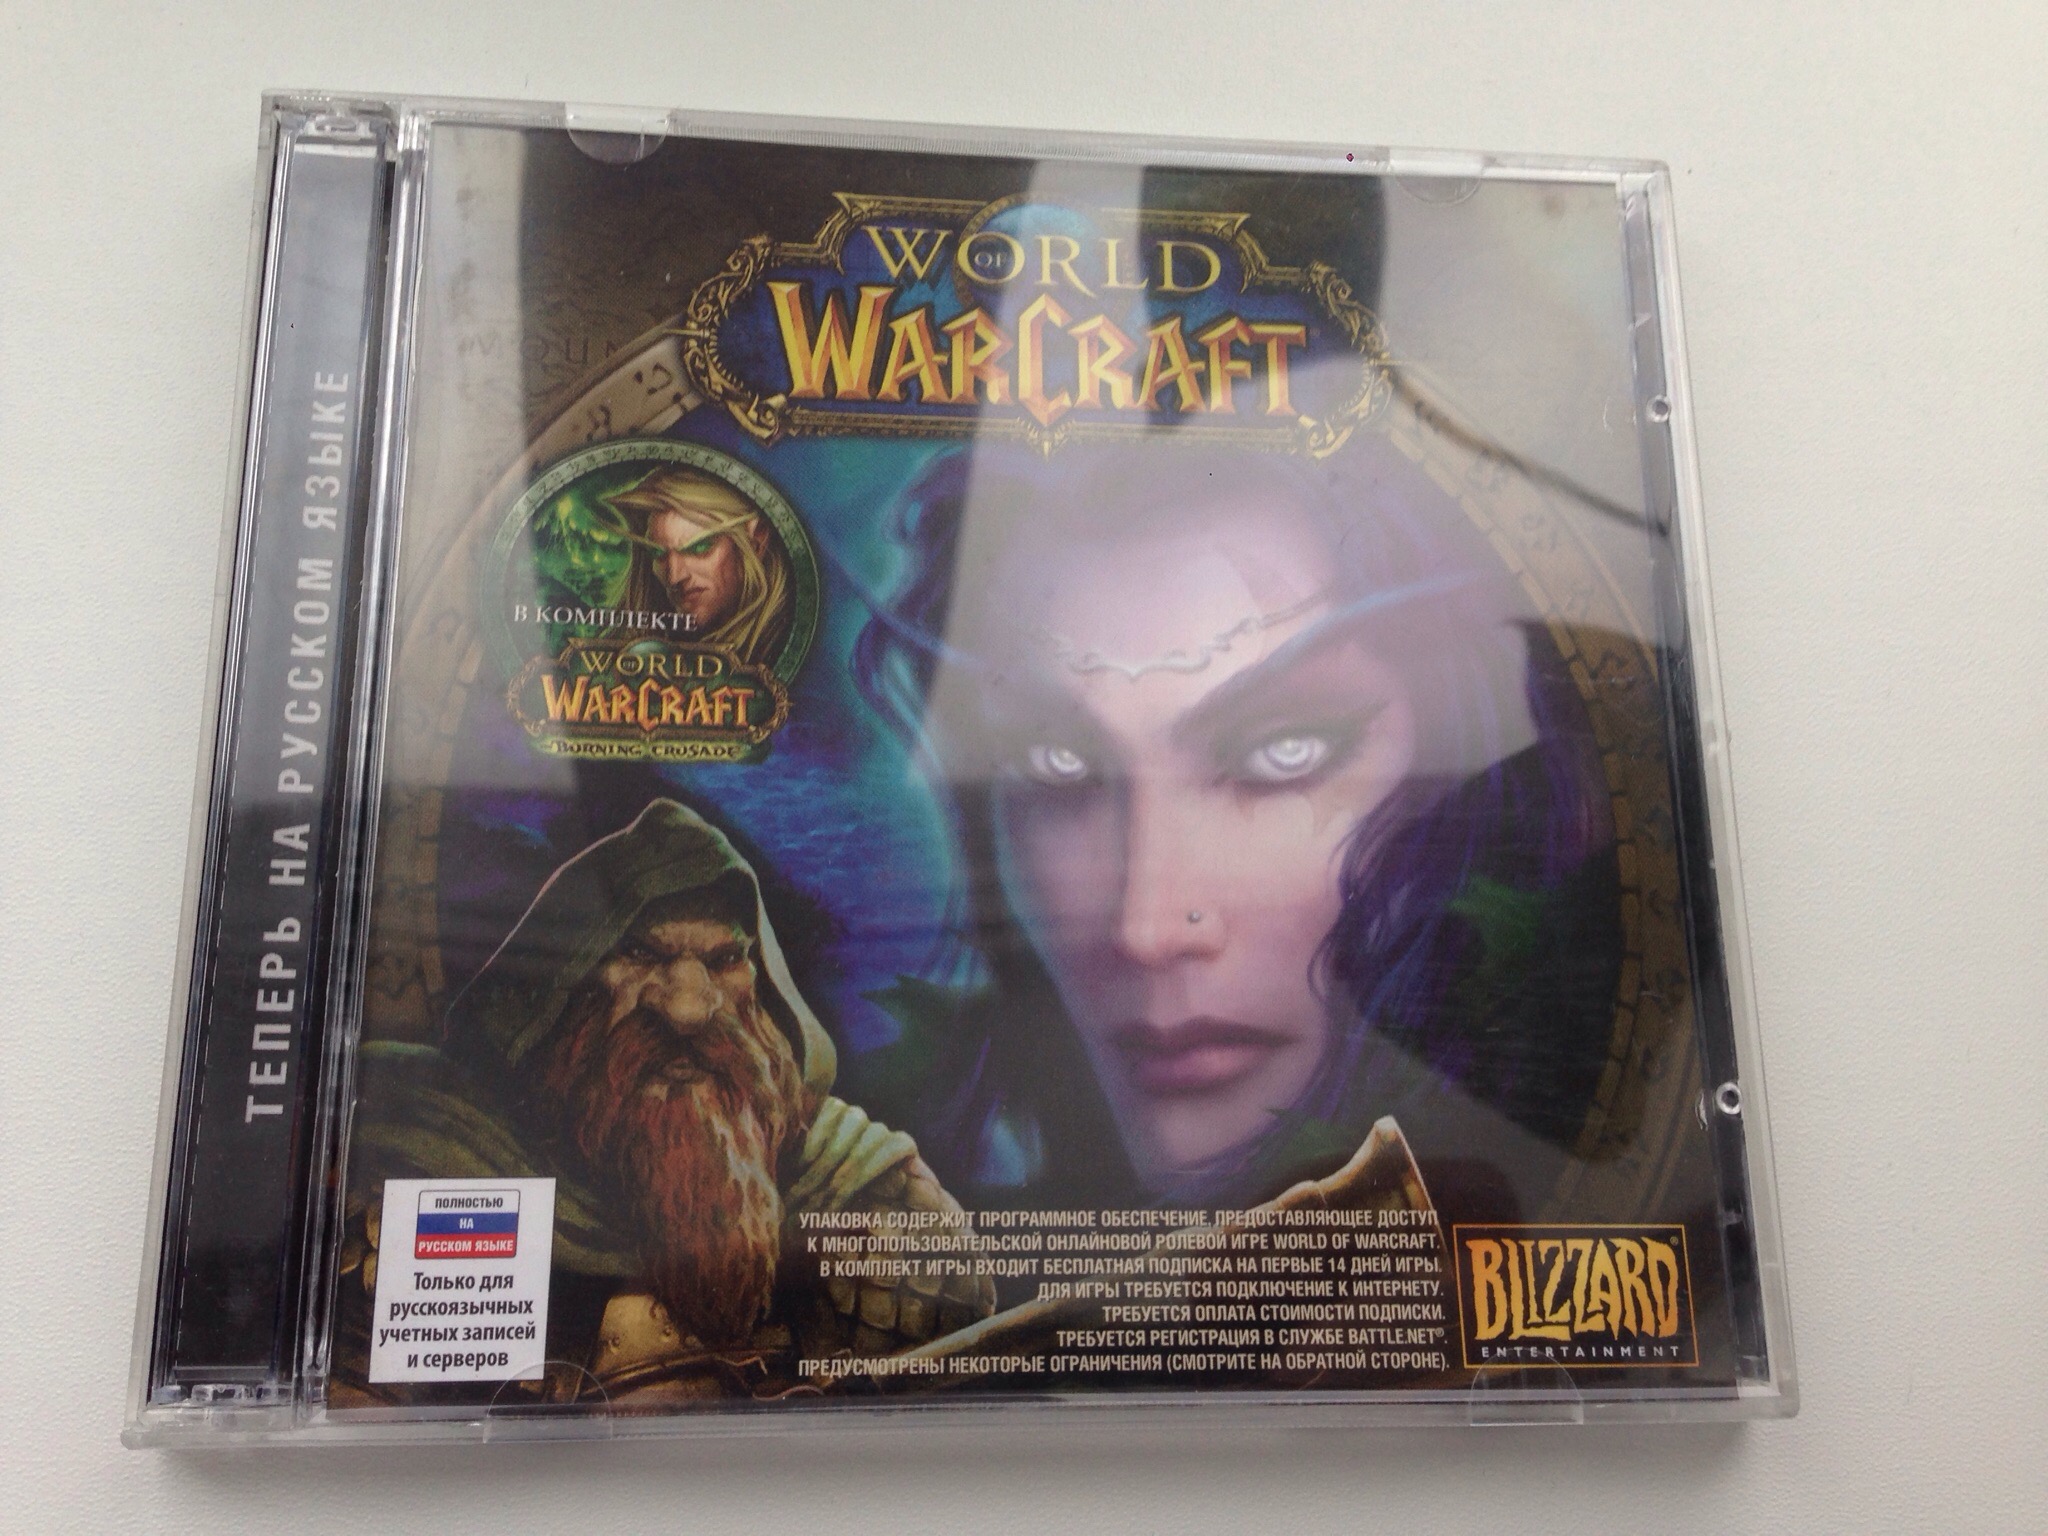 ТЕПЕРЬ НА РУССКОМ ЯЗЫКЕ
WORLD
OF
WARCRAFT
В КОМПЛЕКТЕ
WORLD
OF
WARCRAFT
BURNING CRUSADE
ПОЛНОСТЬЮ
НА
РУССКОМ ЯЗЫКЕ
Только для
русскоязычных
учетных записей
и серверов
УПАКОВКА СОДЕРЖИТ ПРОГРАММНОЕ ОБЕСПЕЧЕНИЕ, ПРЕДОСТАВЛЯЮЩЕЕ ДОСТУП
К МНОГОПОЛЬЗОВАТЕЛЬСКОЙ ОНЛАЙНОВОЙ РОЛЕВОЙ ИГРЕ WORLD OF WARCRAFT.
В КОМПЛЕКТ ИГРЫ ВХОДИТ БЕСПЛАТНАЯ ПОДПИСКА НА ПЕРВЫЕ 14 ДНЕЙ ИГРЫ.
ДЛЯ ИГРЫ ТРЕБУЕТСЯ ПОДКЛЮЧЕНИЕ К ИНТЕРНЕТУ.
ТРЕБУЕТСЯ ОПЛАТА СТОИМОСТИ ПОДПИСКИ.
ТРЕБУЕТСЯ РЕГИСТРАЦИЯ В СЛУЖБЕ BATTLE.NET®.
ПРЕДУСМОТРЕНЫ НЕКОТОРЫЕ ОГРАНИЧЕНИЯ (СМОТРИТЕ НА ОБРАТНОЙ СТОРОНЕ).
BLIZZARD®
ENTERTAINMENT